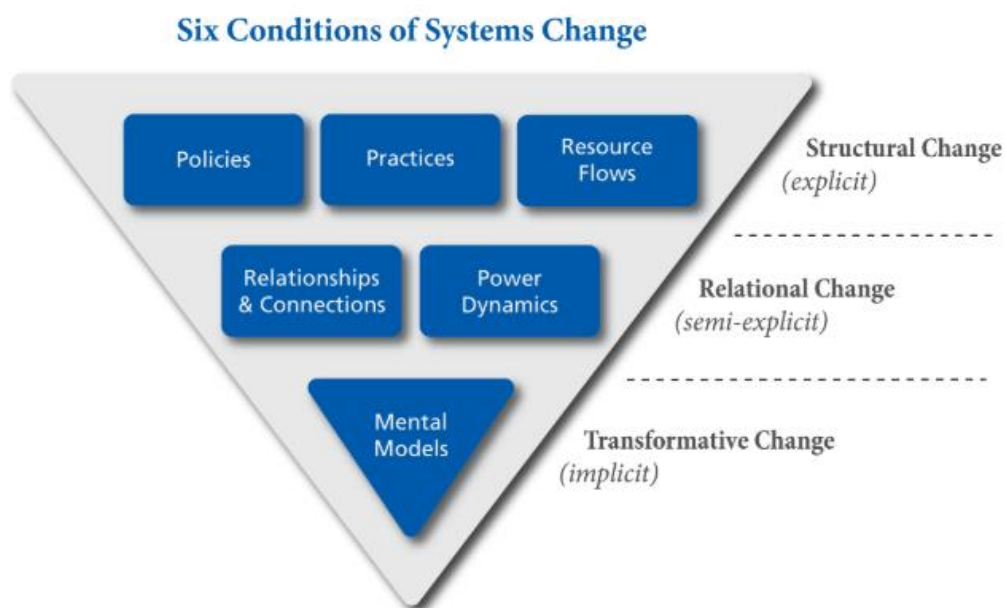 Six Conditions of Systems Change
Policies
Practices
Resource
Flows
Structural Change
(explicit)
Relationships
& Connections
Power
Dynamics
Relational Change
(semi-explicit)
Mental
Models
Transformative Change
(implicit)